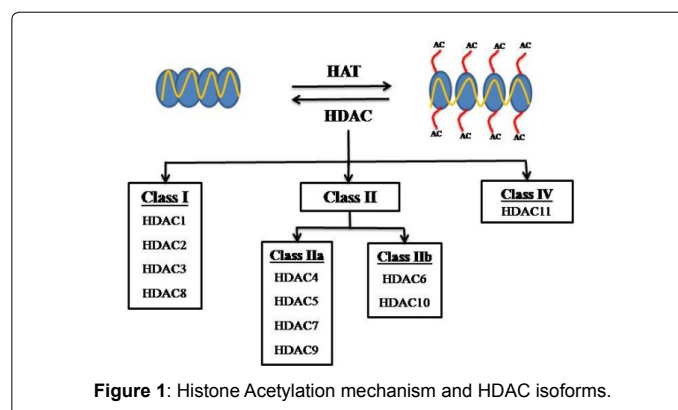 AC AC AC AC
HAT
HDAC
AC AC AC AC
Class I
HDAC1
HDAC2
HDAC3
HDAC8
Class II
Class IIa
HDAC4
HDAC5
HDAC7
HDAC9
Class IIb
HDAC6
HDAC10
Class IV
HDAC11
Figure 1: Histone Acetylation mechanism and HDAC isoforms.